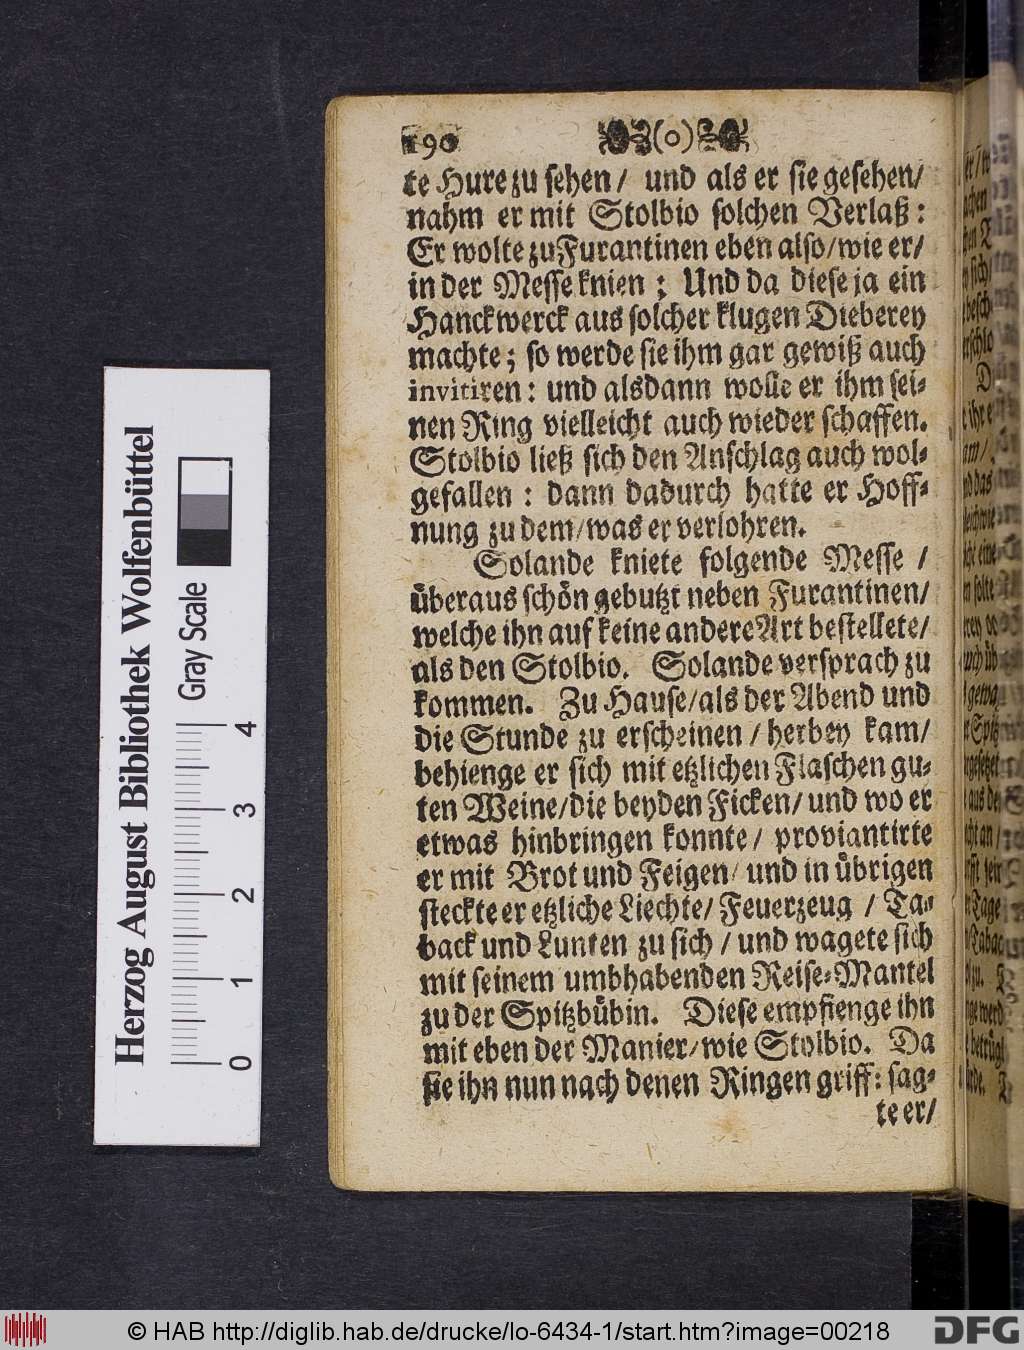 190 (o)
te Hure zu sehen / und als er sie gesehen/
nahm er mit Stolbio solchen Verlaß:
Er wolte zu Furantinen eben also/wie er/
in der Messe knien; Und da diese ja ein
Hanckwerck aus solcher klugen Dieberey
machte; so werde sie ihm gar gewiß auch
invitiren: und alsdann wolle er ihm sei-
nen Ring vielleicht auch wieder schaffen.
Stolbio ließ sich den Anschlag auch wol-
gefallen: dann dadurch hatte er Hoff-
nung zu dem/was er verlohren.
Solande kniete folgende Messe /
überaus schön gebutzt neben Furantinen/
welche ihn auf keine andere Art bestellete/
als den Stolbio. Solande versprach zu
kommen. Zu Hause/als der Abend und
die Stunde zu erscheinen / herbey kam/
behienge er sich mit etzlichen Flaschen gu-
ten Weine/die beyden Ficken/ und wo er
etwas hinbringen konnte/ proviantirte
er mit Brot und Feigen/ und in übrigen
steckte er etzliche Liechte/ Feuerzeug / Ta-
back und Lunten zu sich / und wagete sich
mit seinem umbhabenden Reise-Mantel
zu der Spitzbübin. Diese empfienge ihn
mit eben der Manier/wie Stolbio. Da
sie ihn nun nach denen Ringen griff: sag-
te er/
Herzog August Bibliothek Wolfenbüttel
Gray Scale
0 1 2 3 4
© HAB http://diglib.hab.de/drucke/lo-6434-1/start.htm?image=00218
DFG